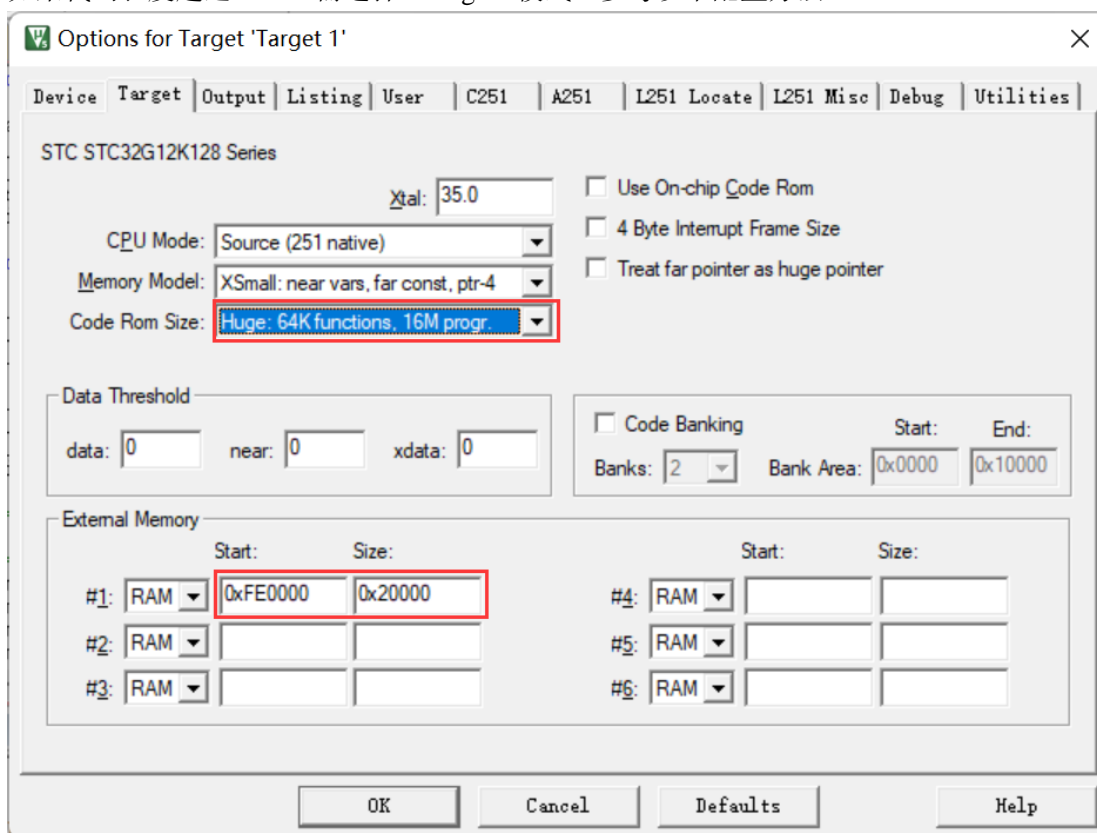 Options for Target 'Target 1'
Device Target Output Listing User C251 A251 L251 Locate L251 Misc Debug Utilities
STC STC32G12K128 Series
Xtal: 35.0
Use On-chip Code Rom
CPU Mode: Source (251 native)
4 Byte Interrupt Frame Size
Memory Model: XSmall: near vars, far const, ptr-4
Treat far pointer as huge pointer
Code Rom Size: Huge: 64K functions, 16M progr.
Data Threshold
data: 0 near: 0 xdata: 0
Code Banking Start: End:
Banks: 2 Bank Area: 0x0000 0x10000
External Memory
Start: Size: Start: Size:
#1: RAM 0xFE0000 0x20000 #4: RAM
#2: RAM #5: RAM
#3: RAM #6: RAM
OK Cancel Defaults Help